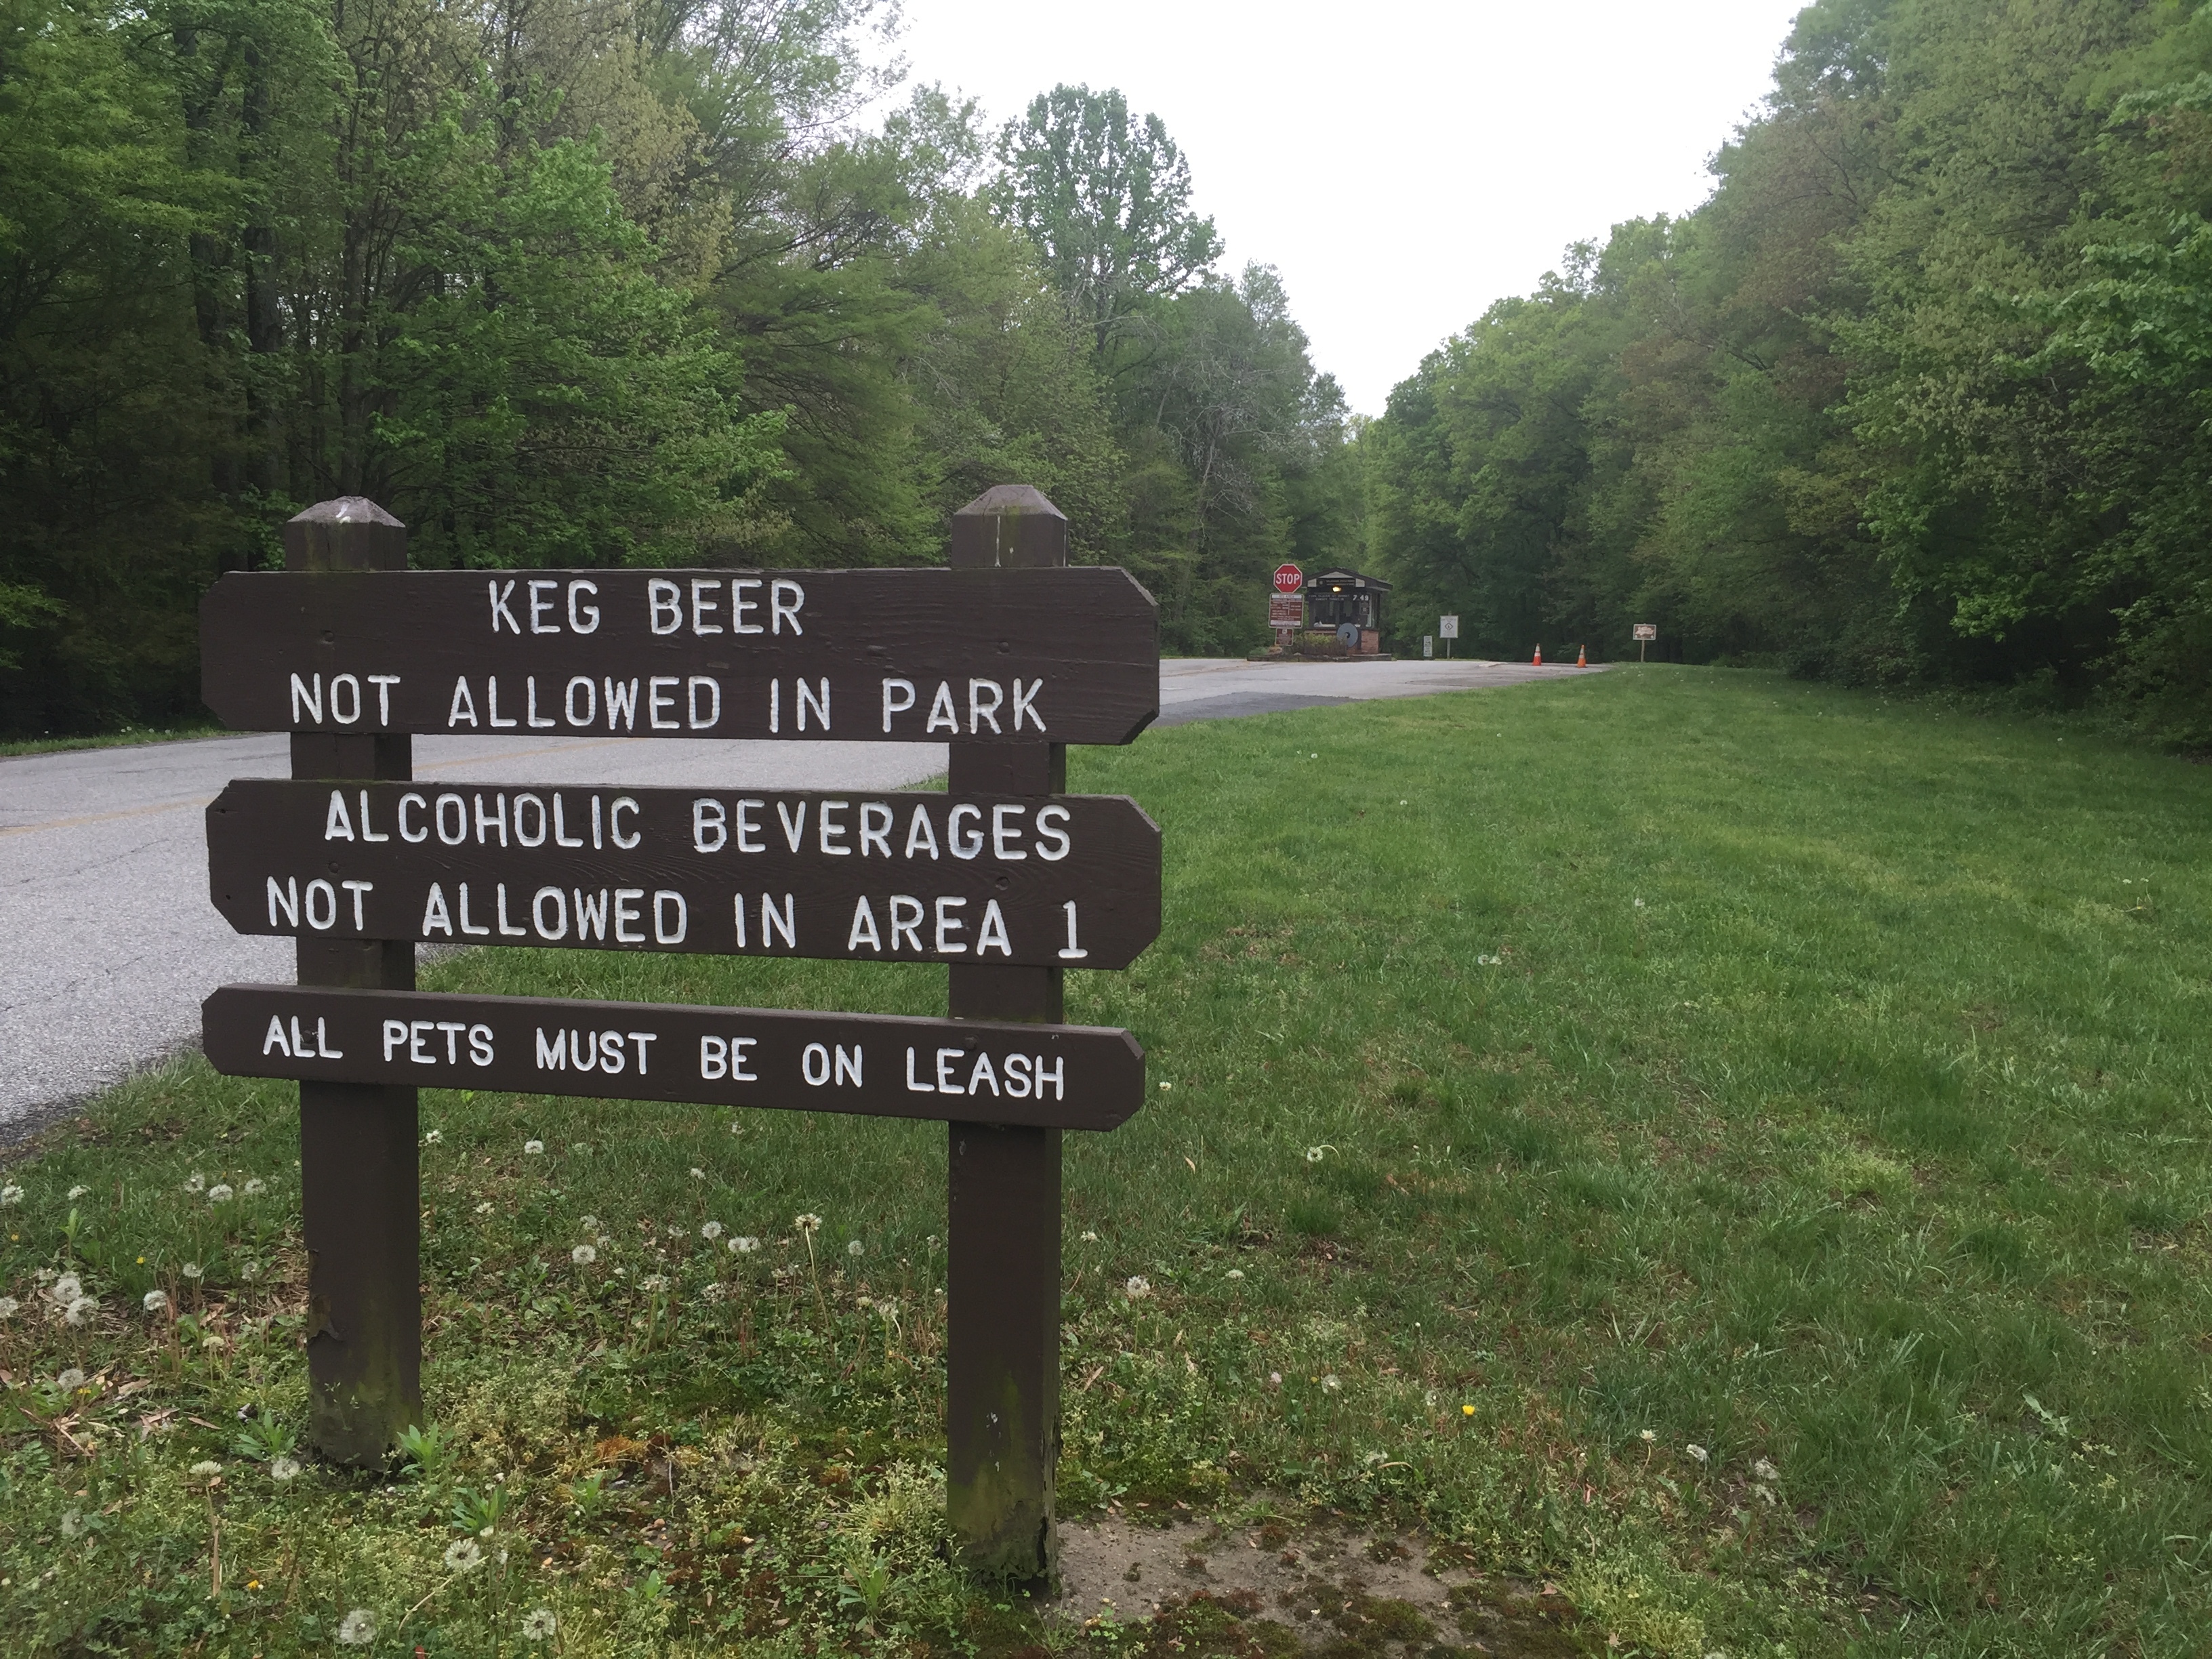 KEG BEER
NOT ALLOWED IN PARK
ALCOHOLIC BEVERAGES
NOT ALLOWED IN AREA 1
ALL PETS MUST BE ON LEASH
STOP